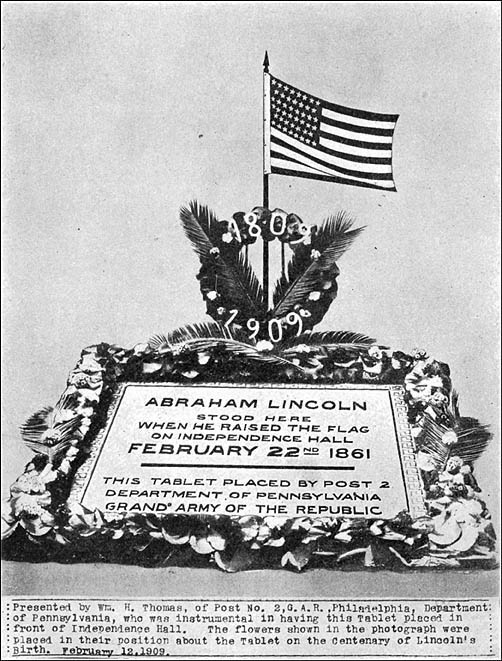 1809
1909
ABRAHAM LINCOLN
STOOD HERE
WHEN HE RAISED THE FLAG
ON INDEPENDENCE HALL
FEBRUARY 22ND 1861
THIS TABLET PLACED BY POST 2
DEPARTMENT OF PENNSYLVANIA
GRAND ARMY OF THE REPUBLIC
Presented by Wm. H. Thomas, of Post No. 2,G.A.R.,Philadelphia, Department
of Pennsylvania, who was instrumental in having this Tablet placed in
front of Independence Hall. The flowers shown in the photograph were
placed in their position about the Tablet on the Centenary of Lincoln's
Birth. February 12,1909.